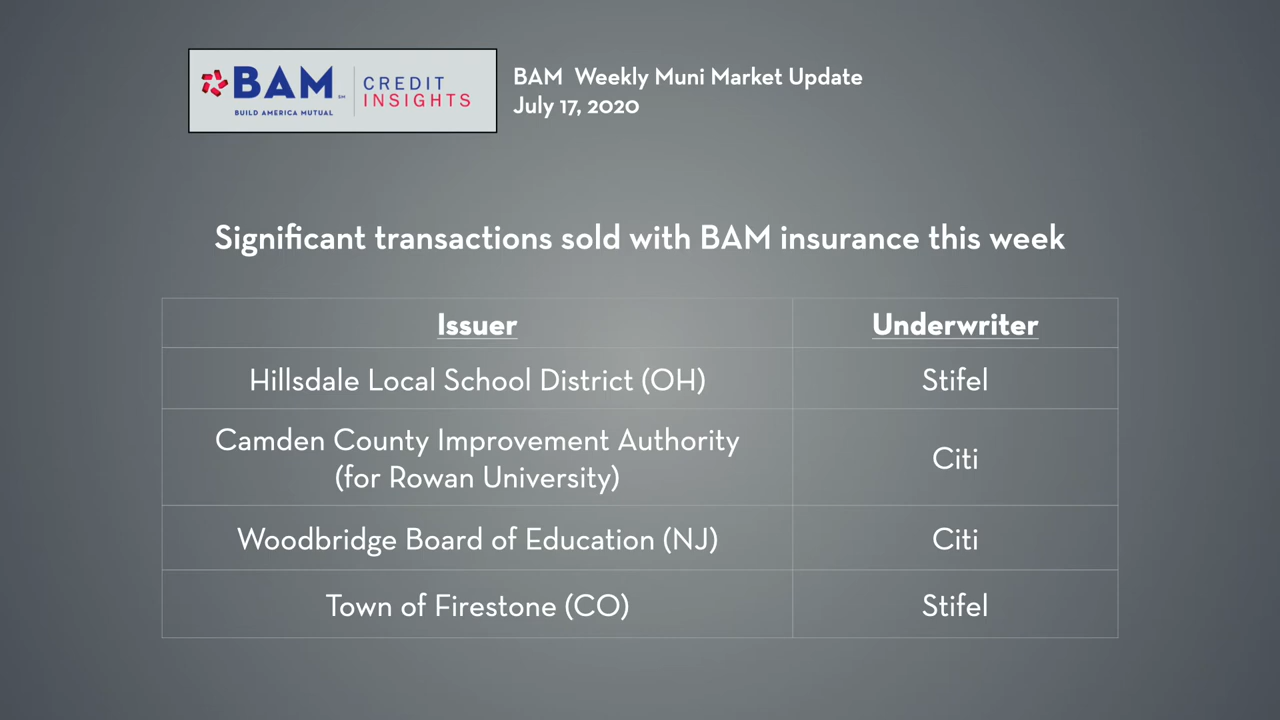 BAM SM
BUILD AMERICA MUTUAL
CREDIT
INSIGHTS
BAM Weekly Muni Market Update
July 17, 2020
Significant transactions sold with BAM insurance this week
Issuer Underwriter
Hillsdale Local School District (OH) Stifel
Camden County Improvement Authority
(for Rowan University) Citi
Woodbridge Board of Education (NJ) Citi
Town of Firestone (CO) Stifel